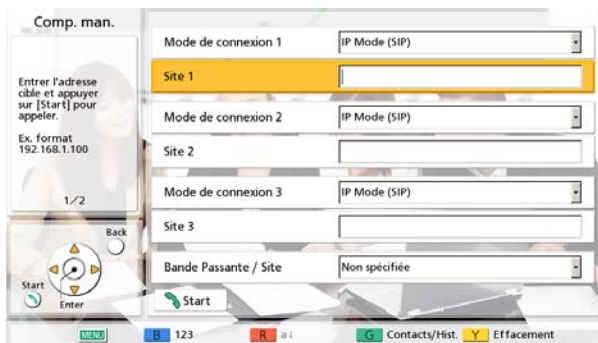 Comp. man.
Entrer l'adresse
cible et appuyer
sur [Start] pour
appeler.
Ex. format
192.168.1.100
1/2
Back
Start
Enter
Mode de connexion 1 IP Mode (SIP)
Site 1
Mode de connexion 2 IP Mode (SIP)
Site 2
Mode de connexion 3 IP Mode (SIP)
Site 3
Bande Passante / Site Non spécifiée
Start
MENU B 123 R G Contacts/Hist. Y Effacement